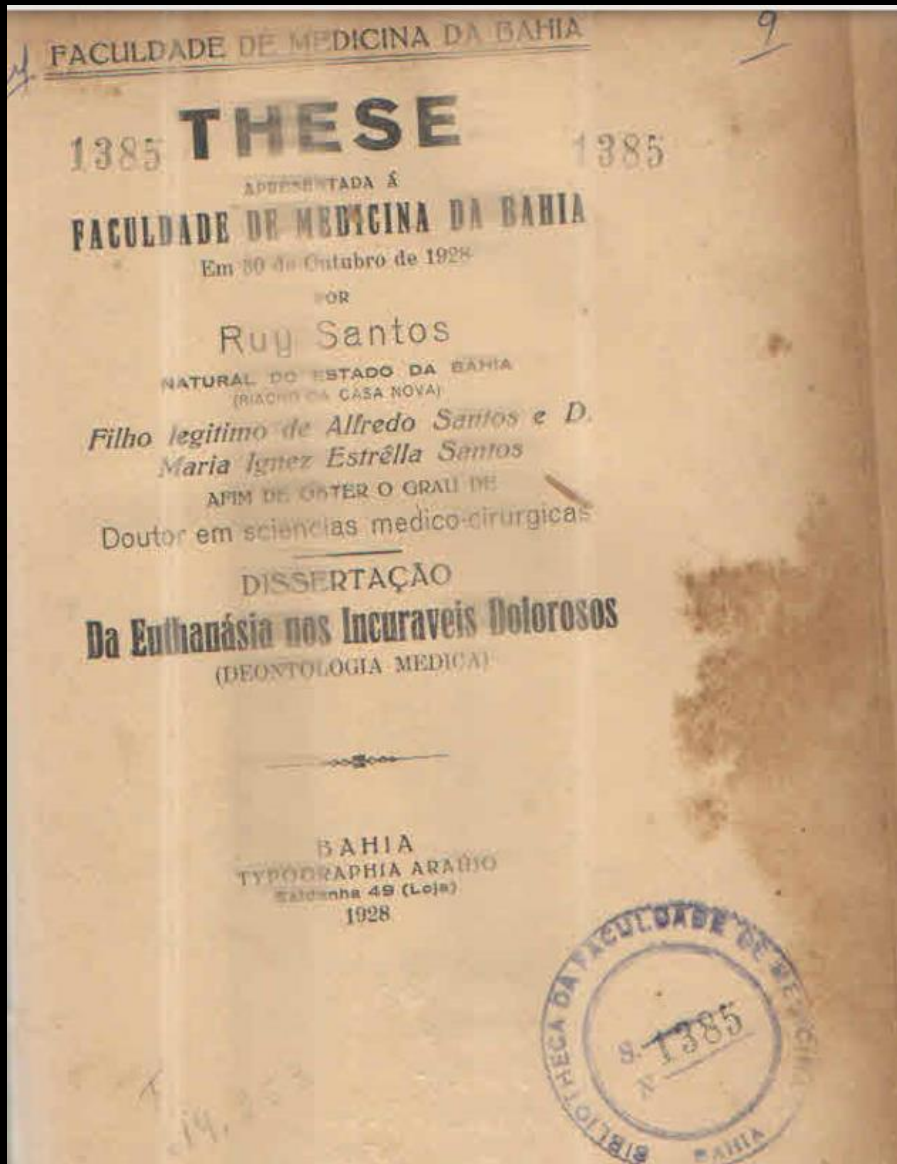 FACULDADE DE MEDICINA DA BAHIA
9
1385 THESE 1385
APRESENTADA Á
FACULDADE DE MEDICINA DA BAHIA
Em 30 de Outubro de 1928
POR
Ruy Santos
NATURAL DO ESTADO DA BAHIA
(RIACHO DA CASA NOVA)
Filho legitimo de Alfredo Santos e D.
Maria Ignez Estrêlla Santos
AFIM DE OBTER O GRAU DE
Doutor em sciencias medico-cirurgicas
DISSERTAÇÃO
Da Euthanásia nos Incuraveis Dolorosos
(DEONTOLOGIA MEDICA)
BAHIA
TYPOGRAPHIA ARAÚJO
Saldanha 49 (Loja)
1928
BIBLIOTHECA DA FACULDADE DE MEDICINA
BAHIA
S. 1385
N